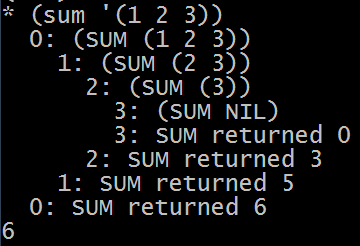 * (sum '(1 2 3))
  0: (SUM (1 2 3))
    1: (SUM (2 3))
      2: (SUM (3))
        3: (SUM NIL)
        3: SUM returned 0
      2: SUM returned 3
    1: SUM returned 5
  0: SUM returned 6
6